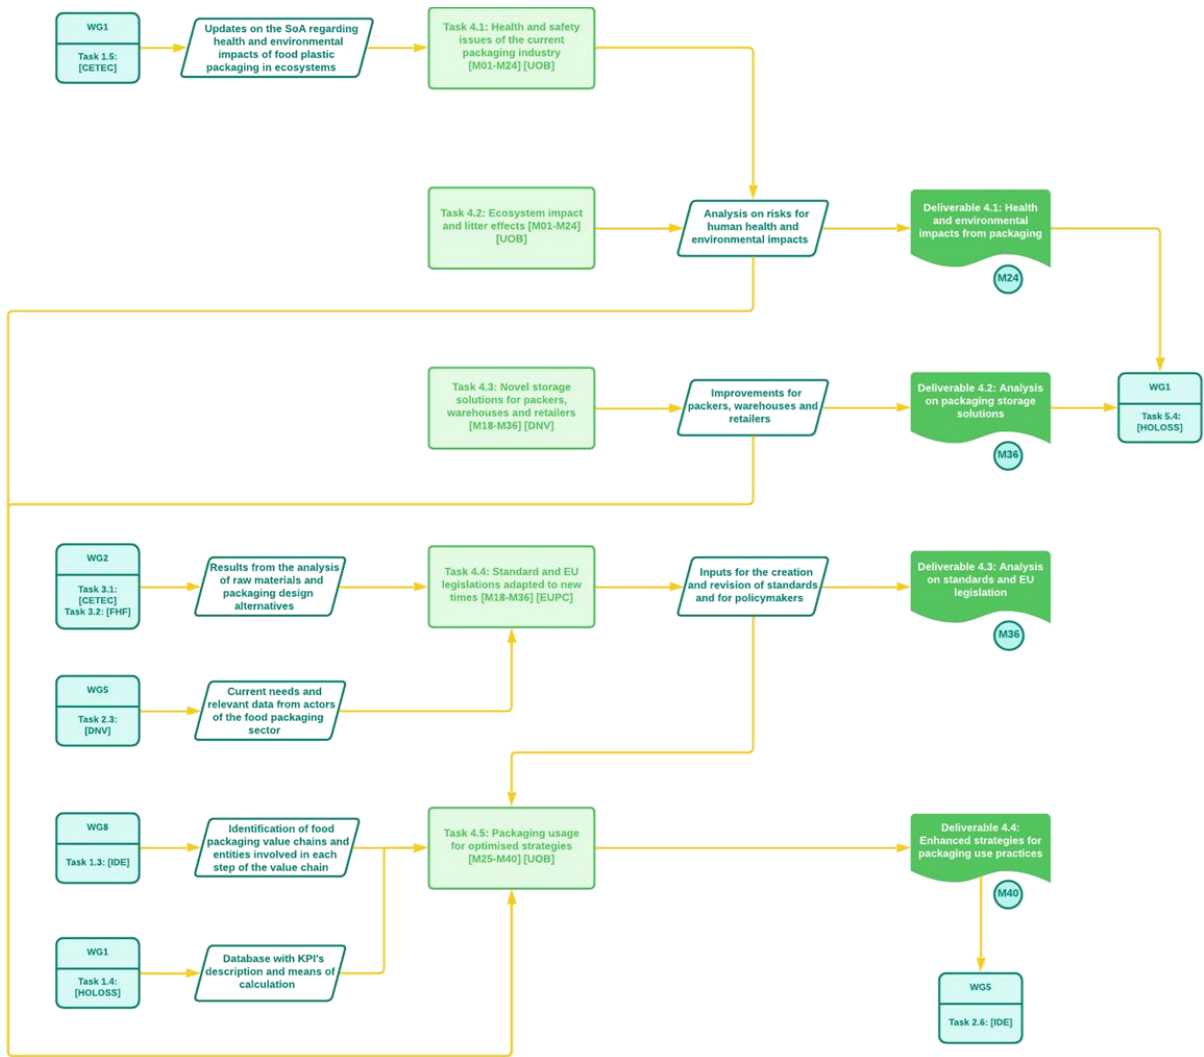 WG1
Task 1.5:
[CETEC]
Updates on the SoA regarding
health and environmental
impacts of food plastic
packaging in ecosystems
Task 4.1: Health and safety
issues of the current
packaging industry
[M01-M24] [UOB]
Task 4.2: Ecosystem impact
and litter effects [M01-M24]
[UOB]
Analysis on risks for
human health and
environmental impacts
Deliverable 4.1: Health
and environmental
impacts from packaging
M24
Task 4.3: Novel storage
solutions for packers,
warehouses and retailers
[M18-M36] [DNV]
Improvements for
packers, warehouses and
retailers
Deliverable 4.2: Analysis
on packaging storage
solutions
M36
WG1
Task 5.4:
[HOLOSS]
WG2
Task 3.1:
[CETEC]
Task 3.2: [FHF]
Results from the analysis
of raw materials and
packaging design
alternatives
Task 4.4: Standard and EU
legislations adapted to new
times [M18-M36] [EUPC]
Inputs for the creation
and revision of standards
and for policymakers
Deliverable 4.3: Analysis
on standards and EU
legislation
M36
WG5
Task 2.3:
[DNV]
Current needs and
relevant data from actors
of the food packaging
sector
WG8
Task 1.3: [IDE]
Identification of food
packaging value chains and
entities involved in each
step of the value chain
Task 4.5: Packaging usage
for optimised strategies
[M25-M40] [UOB]
Deliverable 4.4:
Enhanced strategies for
packaging use practices
M40
WG1
Task 1.4:
[HOLOSS]
Database with KPI's
description and means of
calculation
WG5
Task 2.6: [IDE]